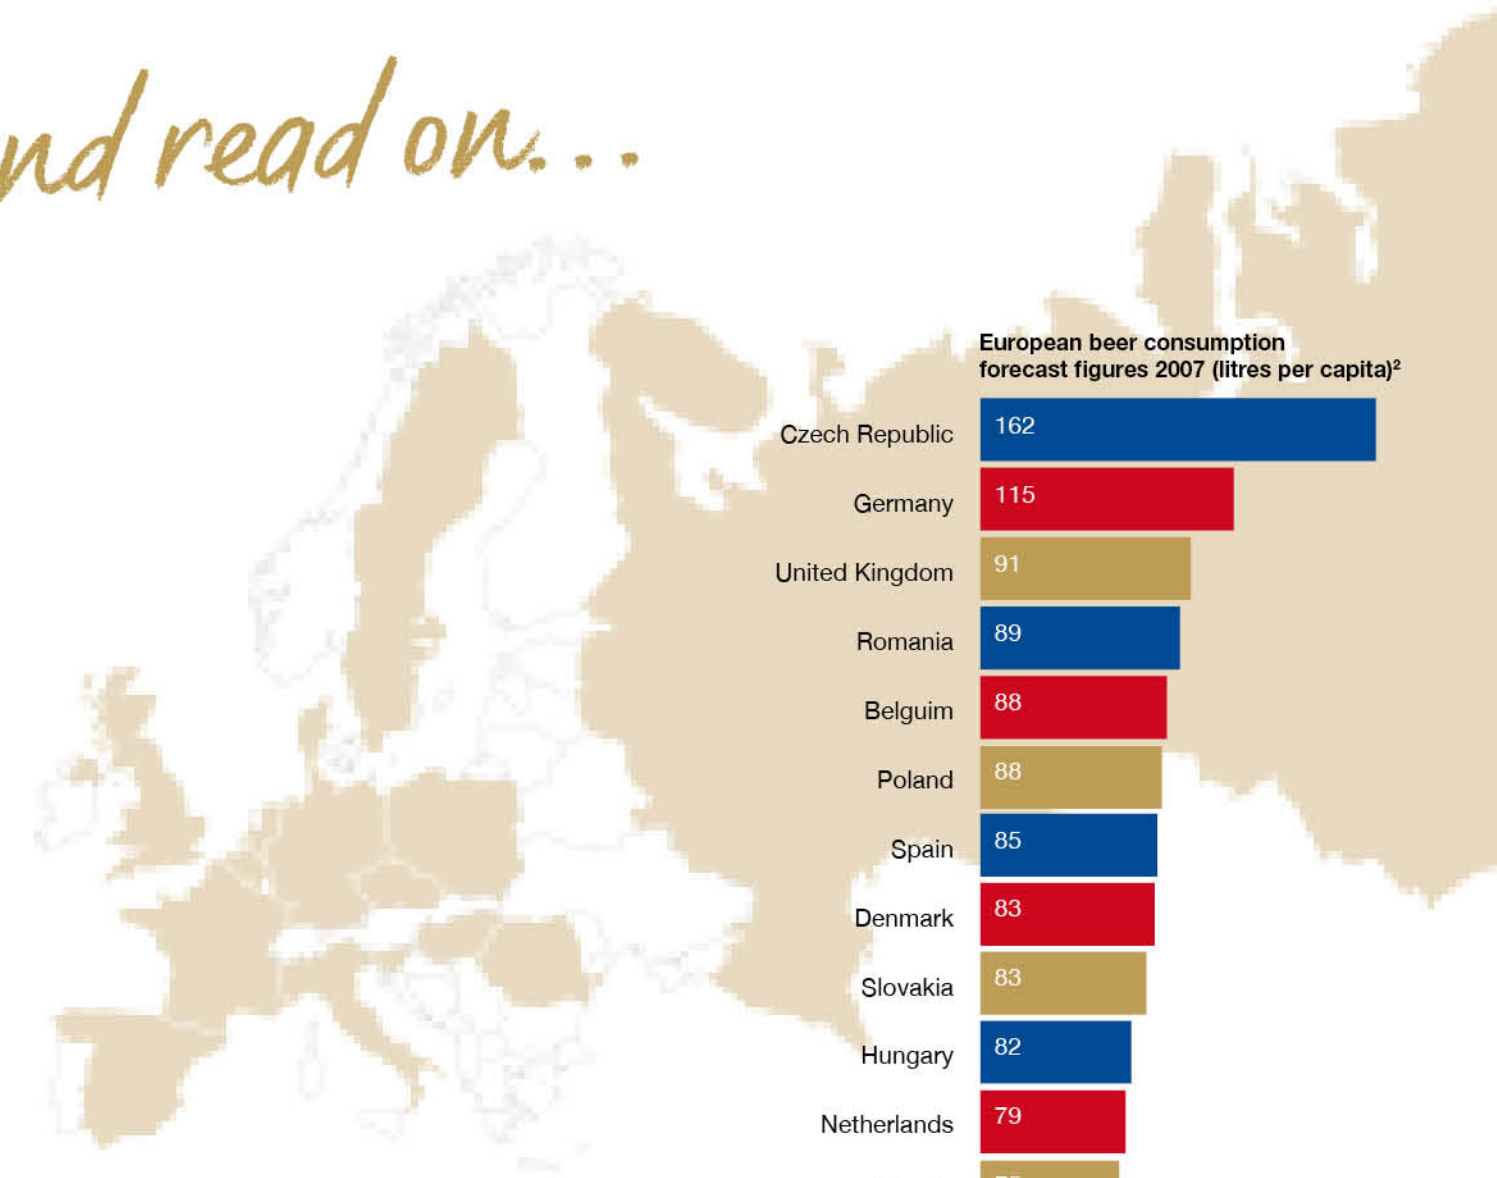 nd read on...
European beer consumption
forecast figures 2007 (litres per capita)²
Czech Republic 162
Germany 115
United Kingdom 91
Romania 89
Belguim 88
Poland 88
Spain 85
Denmark 83
Slovakia 83
Hungary 82
Netherlands 79